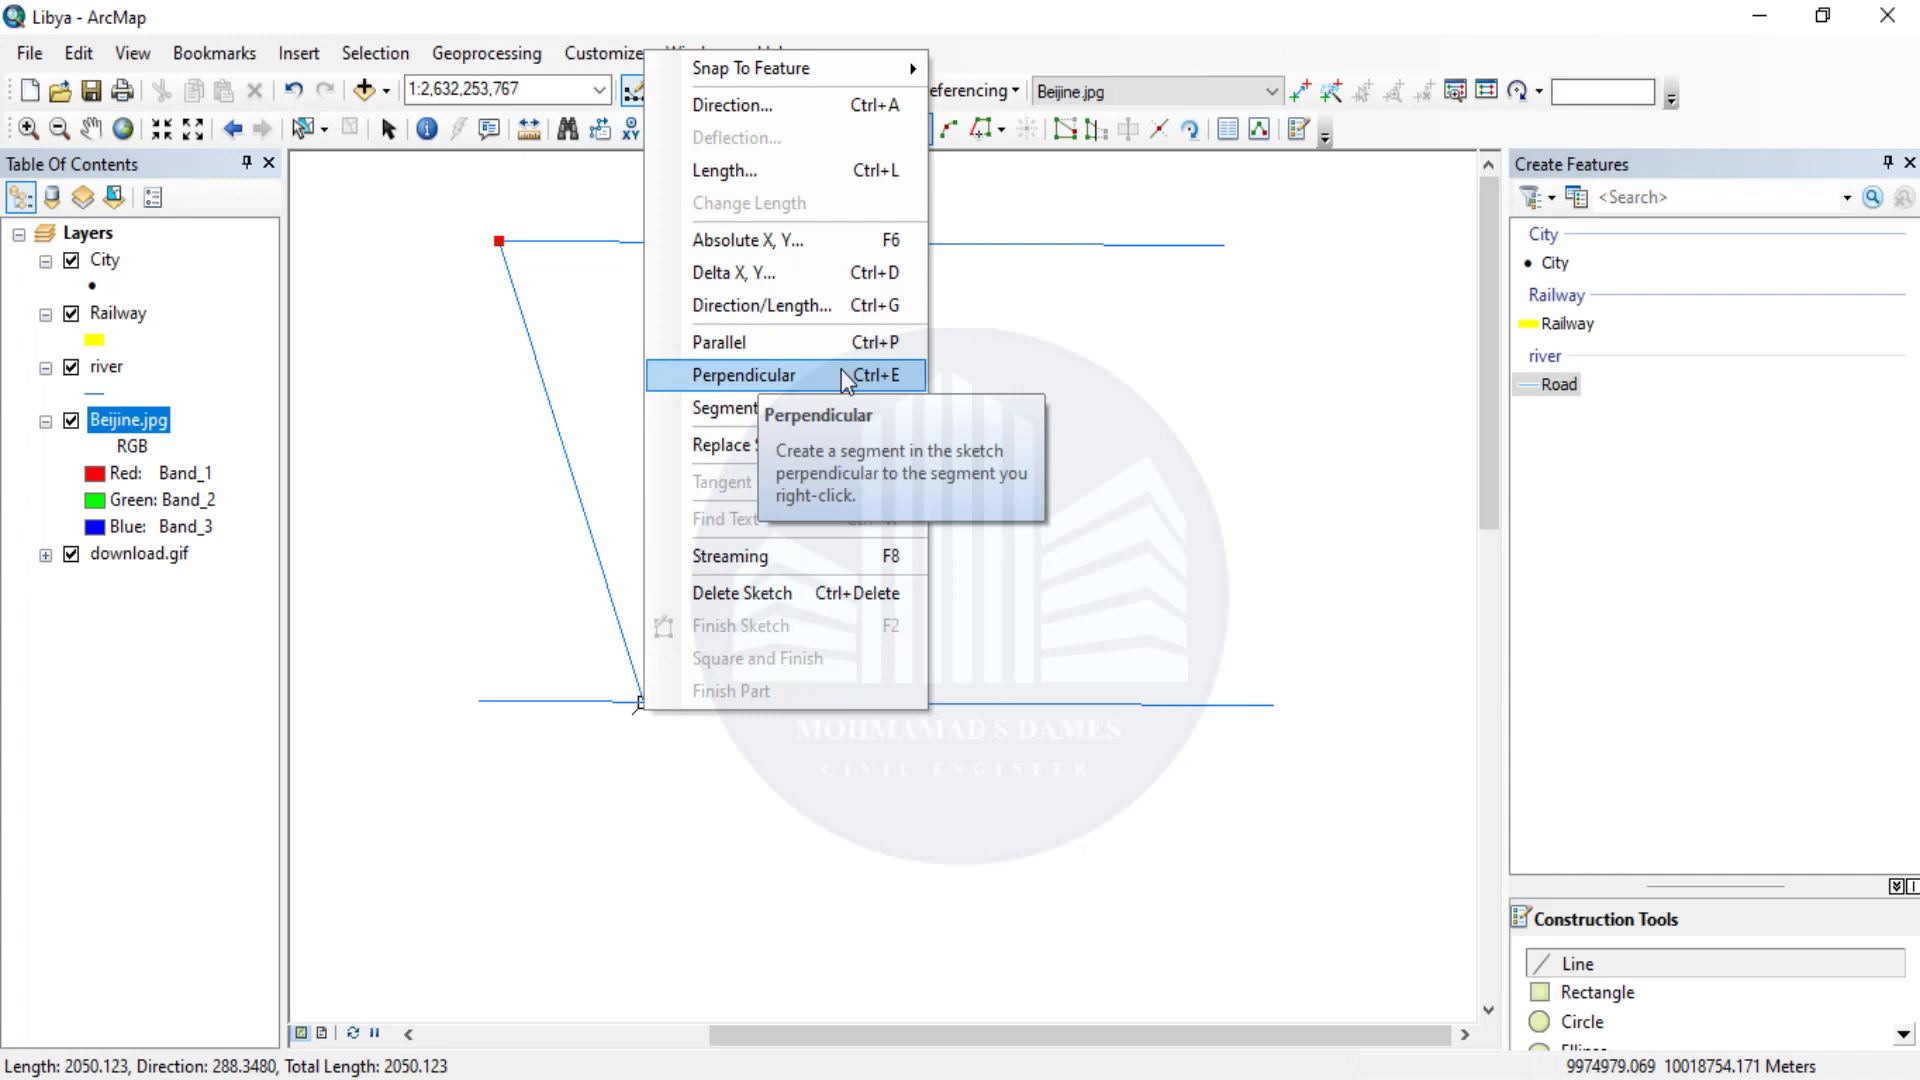 Libya - ArcMap
File Edit View Bookmarks Insert Selection Geoprocessing Customize
1:2,632,253,767
eferencing
Beijine.jpg
Table Of Contents
Layers
City
Railway
river
Beijine.jpg
RGB
Red: Band_1
Green: Band_2
Blue: Band_3
download.gif
Snap To Feature
Direction... Ctrl+A
Deflection...
Length... Ctrl+L
Change Length
Absolute X, Y... F6
Delta X, Y... Ctrl+D
Direction/Length... Ctrl+G
Parallel Ctrl+P
Perpendicular Ctrl+E
Segment
Replace
Tangent
Find Text
Streaming F8
Delete Sketch Ctrl+Delete
Finish Sketch F2
Square and Finish
Finish Part
Perpendicular
Create a segment in the sketch
perpendicular to the segment you
right-click.
MOHMAMAD S DAMES
CIVIL ENGINEER
Create Features
<Search>
City
City
Railway
Railway
river
Road
Construction Tools
Line
Rectangle
Circle
Length: 2050.123, Direction: 288.3480, Total Length: 2050.123
9974979.069 10018754.171 Meters